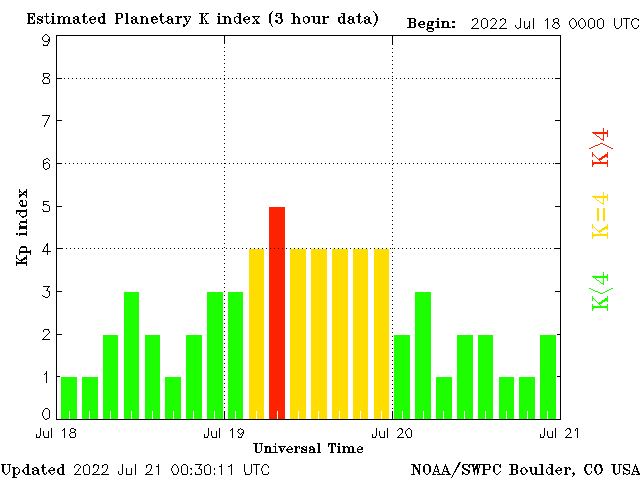 Estimated Planetary K index (3 hour data)
Begin: 2022 Jul 18 0000 UTC
9
8
7
6
5
4
3
2
1
0
Kp index
K>4
K=4
K<4
Jul 18 Jul 19 Jul 20 Jul 21
Universal Time
Updated 2022 Jul 21 00:30:11 UTC
NOAA/SWPC Boulder, CO USA